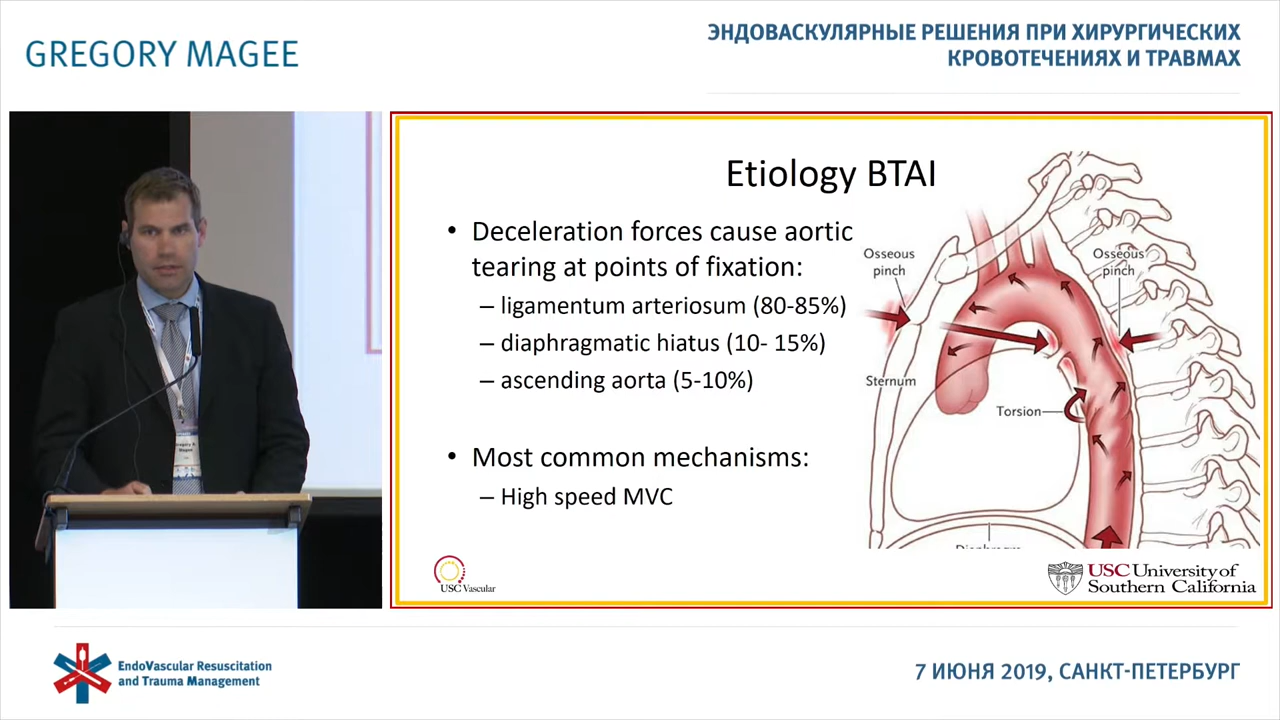 GREGORY MAGEE
ЭНДОВАСКУЛЯРНЫЕ РЕШЕНИЯ ПРИ ХИРУРГИЧЕСКИХ
КРОВОТЕЧЕНИЯХ И ТРАВМАХ
Etiology BTAI
• Deceleration forces cause aortic
tearing at points of fixation:
– ligamentum arteriosum (80-85%)
– diaphragmatic hiatus (10- 15%)
– ascending aorta (5-10%)
• Most common mechanisms:
– High speed MVC
Osseous
pinch
Osseous
pinch
Sternum
Torsion
USC Vascular
USC University of
Southern California
EndoVascular Resuscitation
and Trauma Management
7 ИЮНЯ 2019, САНКТ-ПЕТЕРБУРГ